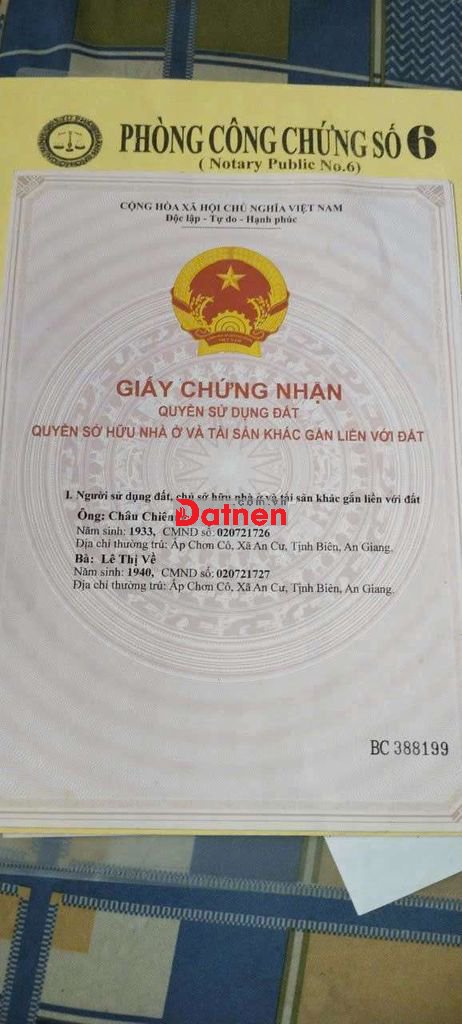 PHÒNG CÔNG CHỨNG SỐ 6
( Notary Public No.6)
CỘNG HÒA XÃ HỘI CHỦ NGHĨA VIỆT NAM
Độc lập - Tự do - Hạnh phúc
GIẤY CHỨNG NHẬN
QUYỀN SỬ DỤNG ĐẤT
QUYỀN SỞ HỮU NHÀ Ở VÀ TÀI SẢN KHÁC GẮN LIỀN VỚI ĐẤT
I. Người sử dụng đất, chủ sở hữu nhà ở và tài sản khác gắn liền với đất
.com.vn
Ông: Châu Chiên
Datnen
Năm sinh: 1933, CMND số: 020721726
Địa chỉ thường trú: Ấp Chơn Cô, Xã An Cư, Tịnh Biên, An Giang.
Bà: Lê Thị Về
Năm sinh: 1940, CMND số: 020721727
Địa chỉ thường trú: Ấp Chơn Cô, Xã An Cư, Tịnh Biên, An Giang.
BC 388199